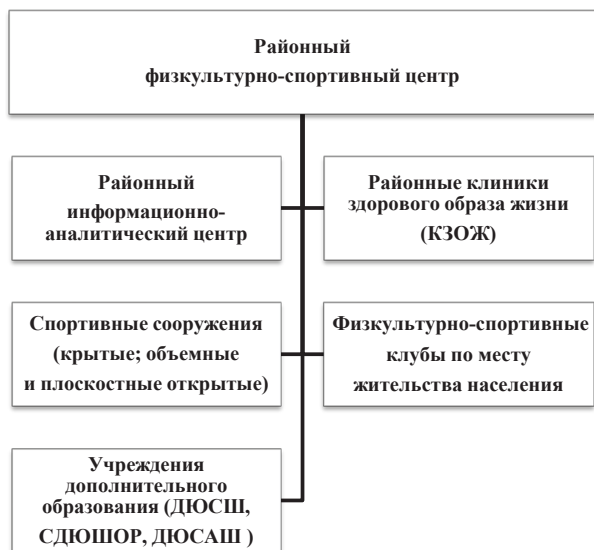 Районный
физкультурно-спортивный центр
Районный
информационно-
аналитический центр
Районные клиники
здорового образа жизни
(КЗОЖ)
Спортивные сооружения
(крытые; объемные
и плоскостные открытые)
Физкультурно-спортивные
клубы по месту
жительства населения
Учреждения
дополнительного
образования (ДЮСШ,
СДЮШОР, ДЮСАШ )